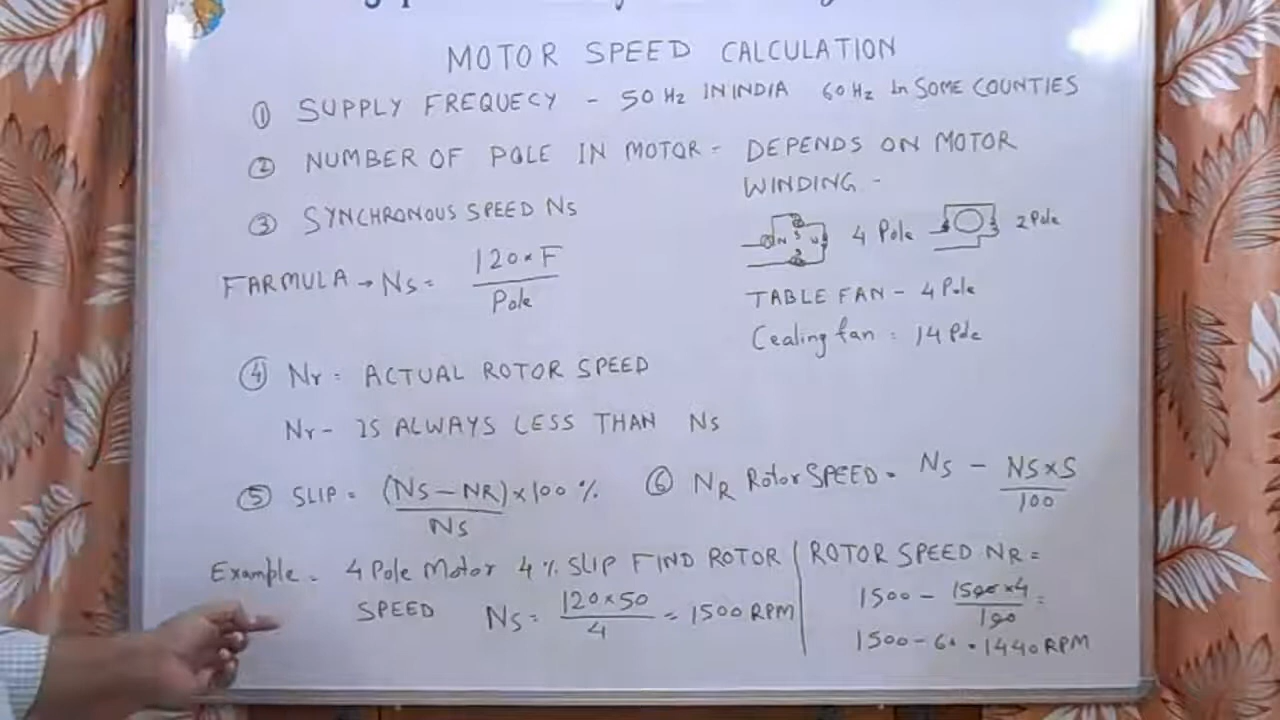 MOTOR SPEED CALCULATION
① SUPPLY FREQUECY - 50 Hz IN INDIA 60 Hz In SOME COUNTIES
② NUMBER OF POLE IN MOTOR = DEPENDS ON MOTOR
WINDING -
③ SYNCHRONOUS SPEED Ns
4 Pole 2 Pole
FARMULA → Ns = 120 × F / Pole
TABLE FAN - 4 Pole
Cealing fan = 14 Pole
④ Nr = ACTUAL ROTOR SPEED
Nr - IS ALWAYS LESS THAN Ns
⑤ SLIP = (NS - NR) × 100 % / NS
⑥ NR Rotor SPEED = NS - NS × S / 100
Example = 4 Pole Motor 4 % SLIP FIND ROTOR
SPEED Ns = 120 × 50 / 4 = 1500 RPM
ROTOR SPEED NR =
1500 - 1500 × 4 / 100 =
1500 - 60 = 1440 RPM